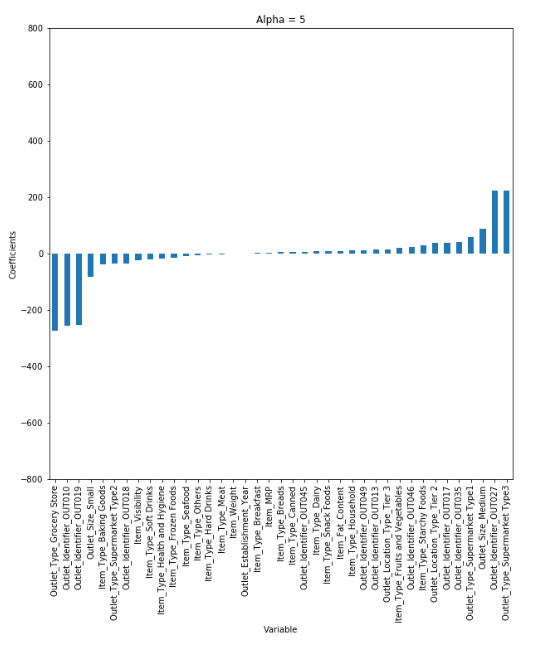 Alpha = 5
800
600
400
200
0
−200
−400
−600
−800
Coefficients
Outlet_Type_Grocery Store
Outlet_Identifier_OUT010
Outlet_Identifier_OUT019
Outlet_Size_Small
Item_Type_Baking Goods
Outlet_Type_Supermarket Type2
Outlet_Identifier_OUT018
Item_Visibility
Item_Type_Soft Drinks
Item_Type_Health and Hygiene
Item_Type_Frozen Foods
Item_Type_Seafood
Item_Type_Others
Item_Type_Hard Drinks
Item_Type_Meat
Item_Weight
Outlet_Establishment_Year
Item_Type_Breakfast
Item_MRP
Item_Type_Breads
Item_Type_Canned
Outlet_Identifier_OUT045
Item_Type_Dairy
Item_Type_Snack Foods
Item_Fat_Content
Item_Type_Household
Outlet_Identifier_OUT049
Outlet_Identifier_OUT013
Outlet_Location_Type_Tier 3
Item_Type_Fruits and Vegetables
Outlet_Identifier_OUT046
Item_Type_Starchy Foods
Outlet_Location_Type_Tier 2
Outlet_Identifier_OUT017
Outlet_Identifier_OUT035
Outlet_Type_Supermarket Type1
Outlet_Size_Medium
Outlet_Identifier_OUT027
Outlet_Type_Supermarket Type3
Variable